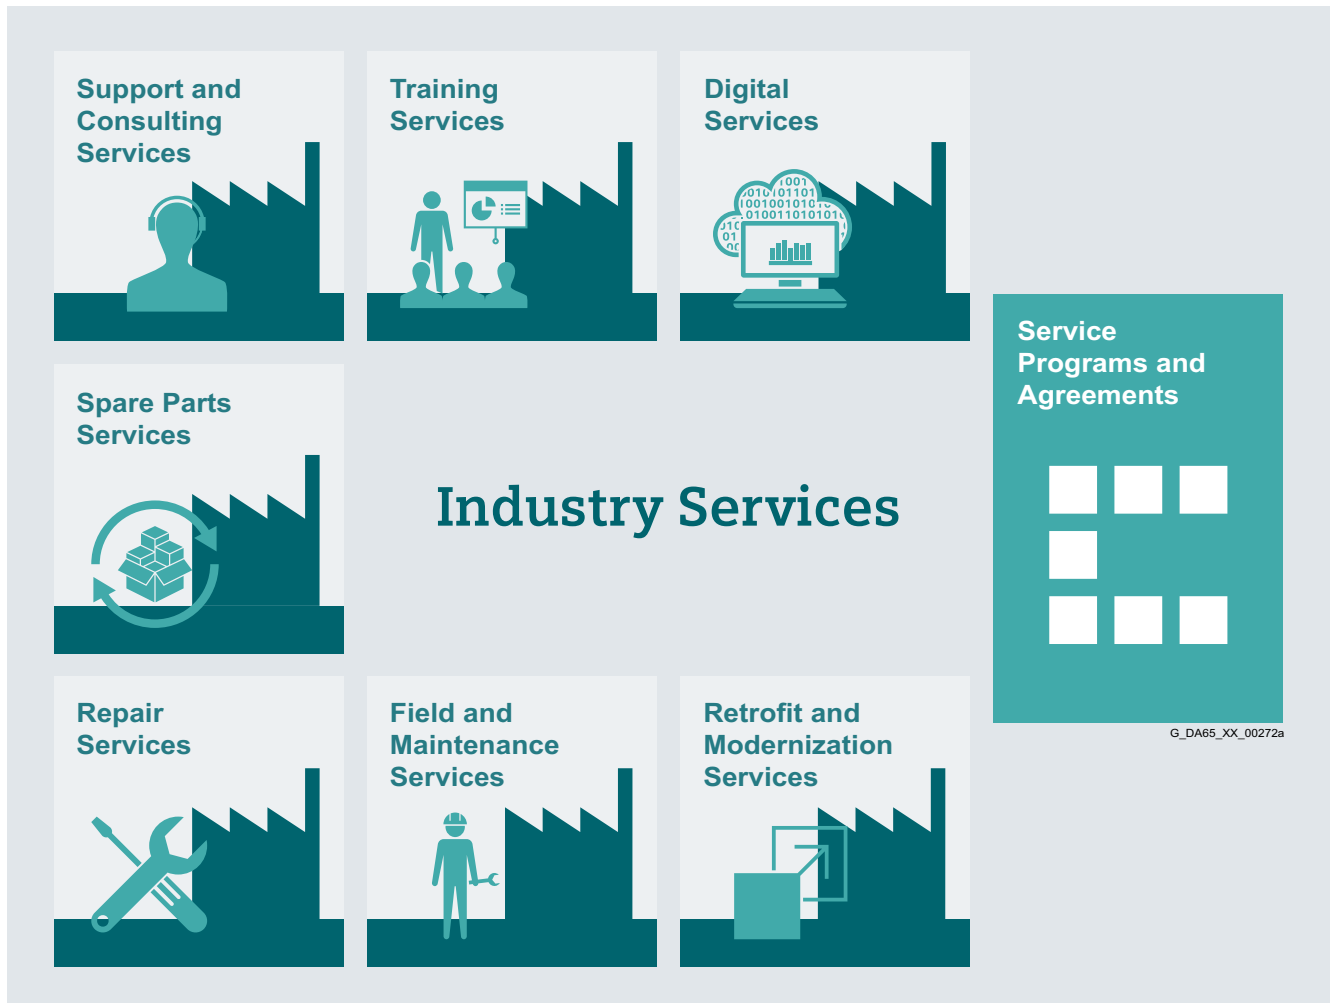 Support and
Consulting
Services
Training
Services
Digital
Services
Service
Programs and
Agreements
Spare Parts
Services
Industry Services
Repair
Services
Field and
Maintenance
Services
Retrofit and
Modernization
Services
G_DA65_XX_00272a